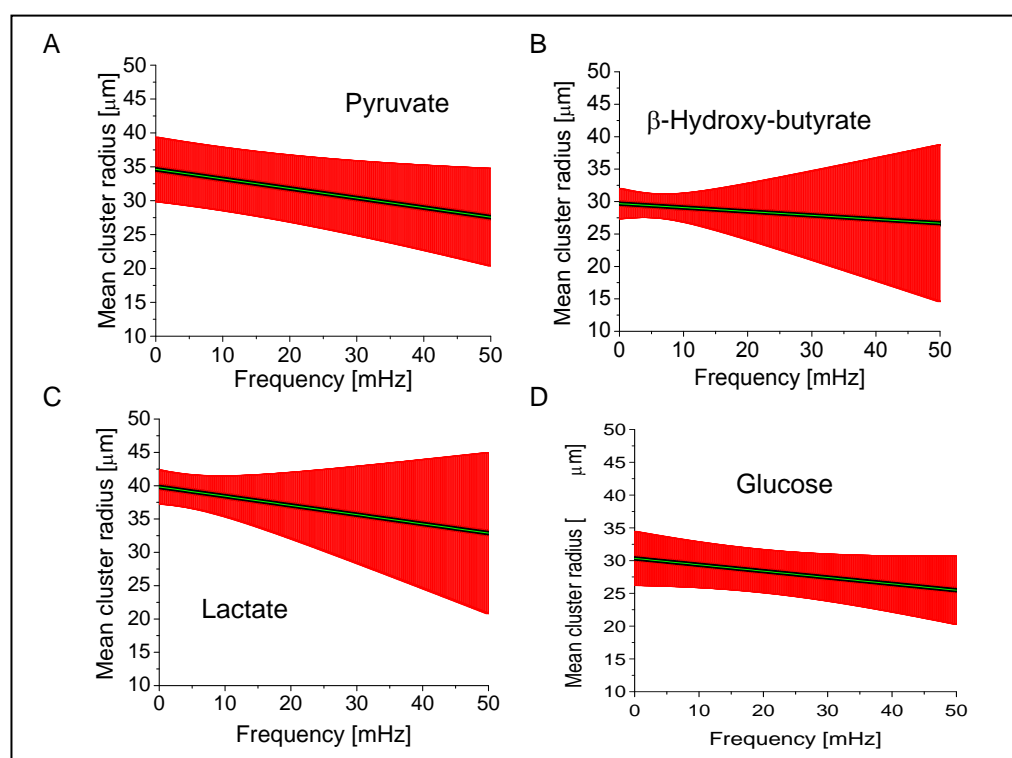 A
Mean cluster radius [μm]
50
45
40
35
30
25
20
15
10
Pyruvate
0 10 20 30 40 50
Frequency [mHz]
B
Mean cluster radius [μm]
50
45
40
35
30
25
20
15
10
β-Hydroxy-butyrate
0 10 20 30 40 50
Frequency [mHz]
C
Mean cluster radius [μm]
50
45
40
35
30
25
20
15
10
Lactate
0 10 20 30 40 50
Frequency [mHz]
D
Mean cluster radius [ μm]
50
45
40
35
30
25
20
15
10
Glucose
0 10 20 30 40 50
Frequency [mHz]